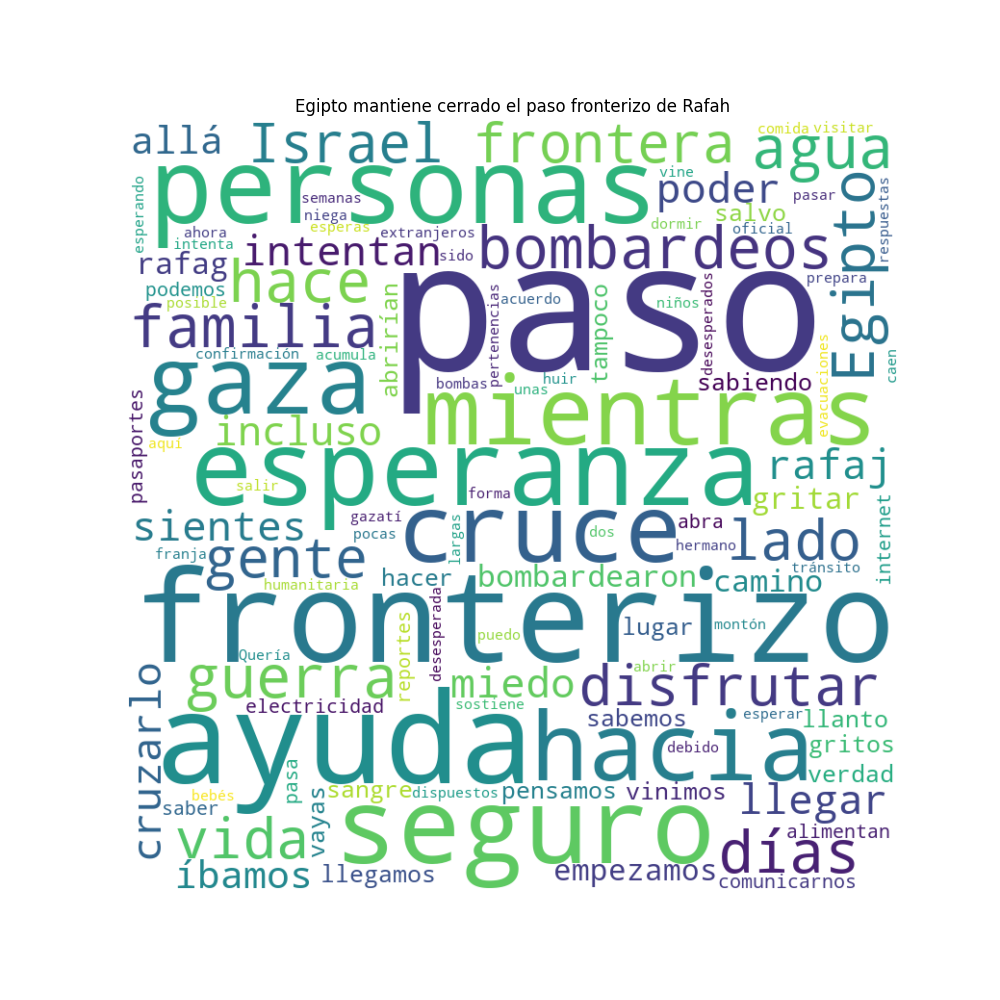 Egipto mantiene cerrado el paso fronterizo de Rafah
allá
Israel
frontera
comida
visitar
agua
personas
vine
poder
pasar
esperando
semanas
niega
esperas
extranjeros
ahora
intenta
intentan
sido
dormir
salvo
oficial
respuestas
Egipto
bombardeos
rafag
hace
podemos
posible
paso
prepara
familia
abrirían
pertenencias
acuerdo
tampoco
niños
desesperados
confirmación
acumula
bombas
unas
huir
sabiendo
evacuaciones
caen
gaza
mientras
pasaportes
aquí
incluso
esperanza
rafaj
salir
forma
gritar
sientes
gazatí
pocas
cruce
largas
dos
abra
hermano
lado
internet
franja
gente
humanitaria
hacer
bombardearon
camino
tránsito
fronterizo
desesperada
reportes
puedo
lugar
montón
Quería
guerra
miedo
abrir
disfrutar
cruzarlo
electricidad
sostiene
sabemos
esperar
llanto
ayuda
hacia
debido
gritos
verdad
pasa
bebés
saber
sangre
dispuestos
pensamos
vinimos
llegar
vayas
vida
seguro
alimentan
días
íbamos
llegamos
empezamos
comunicarnos